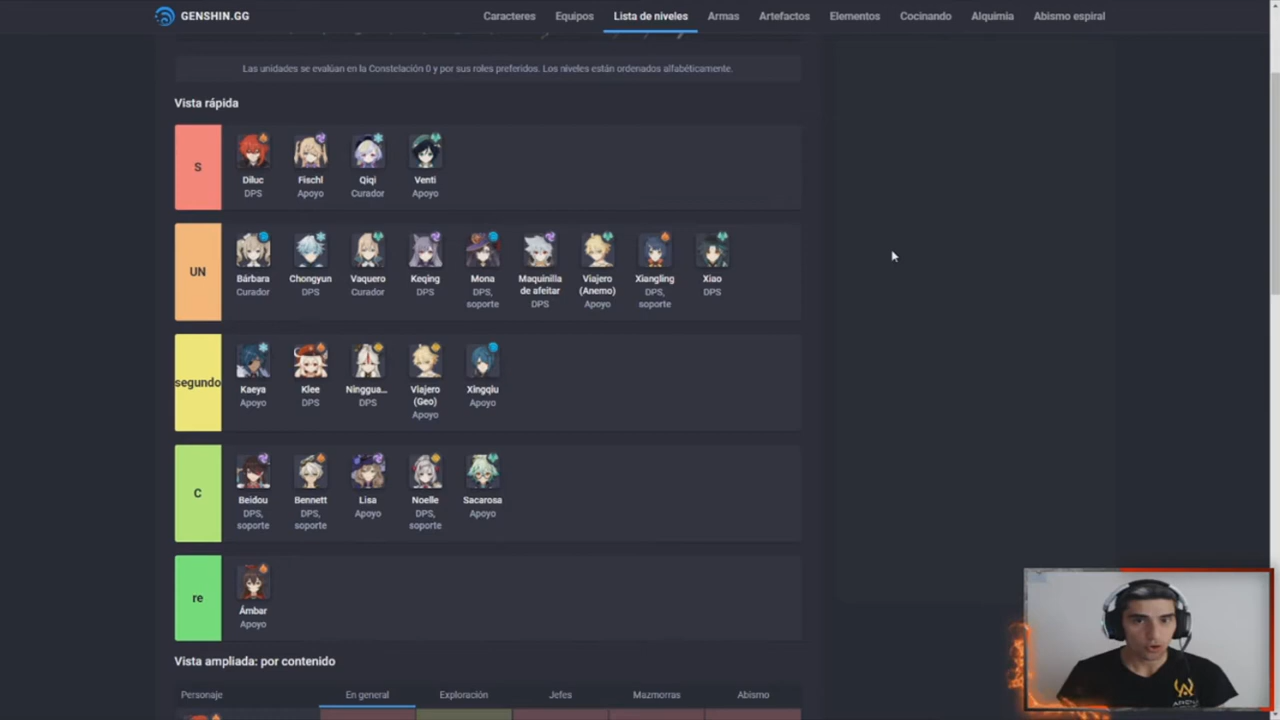 GENSHIN.GG
Caracteres Equipos Lista de niveles Armas Artefactos Elementos Cocinando Alquimia Abismo espiral
Las unidades se evalúan en la Constelación 0 y por sus roles preferidos. Los niveles están ordenados alfabéticamente.
Vista rápida
S
Diluc Fischl Qiqi Venti
DPS Apoyo Curador Apoyo
UN
Bárbara Chongyun Vaquero Keqing Mona Maquinilla de afeitar Viajero (Anemo) Xiangling Xiao
Curador DPS Curador DPS DPS, soporte DPS Apoyo DPS, soporte DPS
segundo
Kaeya Klee Ninggua... Viajero (Geo) Xingqiu
Apoyo DPS DPS Apoyo Apoyo
C
Beidou Bennett Lisa Noelle Sacarosa
DPS, soporte DPS, soporte Apoyo DPS, soporte Apoyo
re
Ámbar
Apoyo
Vista ampliada: por contenido
Personaje En general Exploración Jefes Mazmorras Abismo